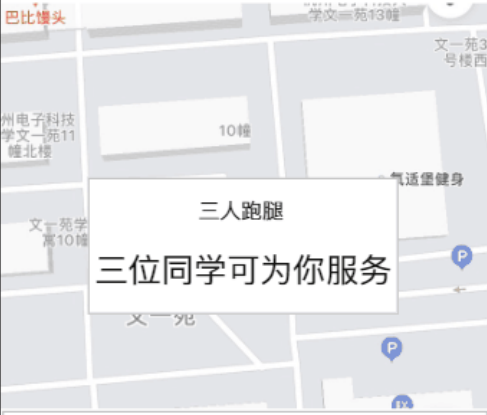 巴比馒头
学文一苑13幢
文一苑3
号楼西
州电子科技
学文一苑11
幢北楼
10幢
氧适堡健身
三人跑腿
三位同学可为你服务
文一苑学
寓10幢
文一苑
P
P